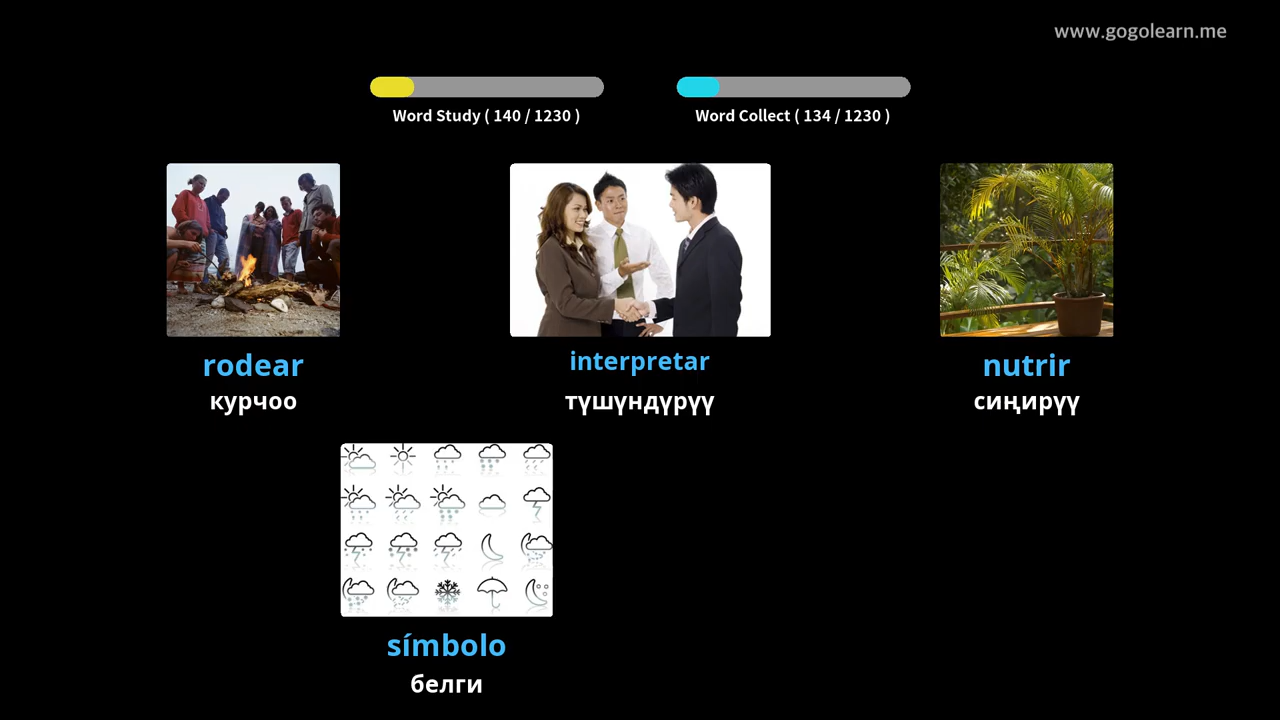 www.gogolearn.me
Word Study ( 140 / 1230 )
Word Collect ( 134 / 1230 )
rodear
курчоо
interpretar
түшүндүрүү
nutrir
сиңирүү
símbolo
белги